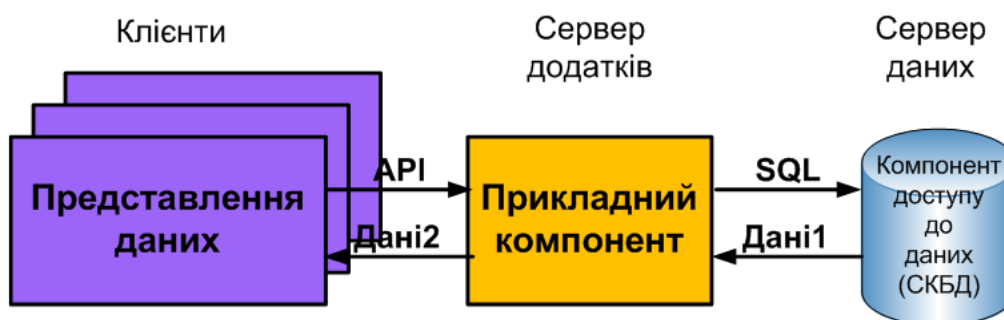 Клієнти
Сервер
додатків
Сервер
даних
Представлення
даних
API
Дані2
Прикладний
компонент
SQL
Дані1
Компонент
доступу
до
даних
(СКБД)